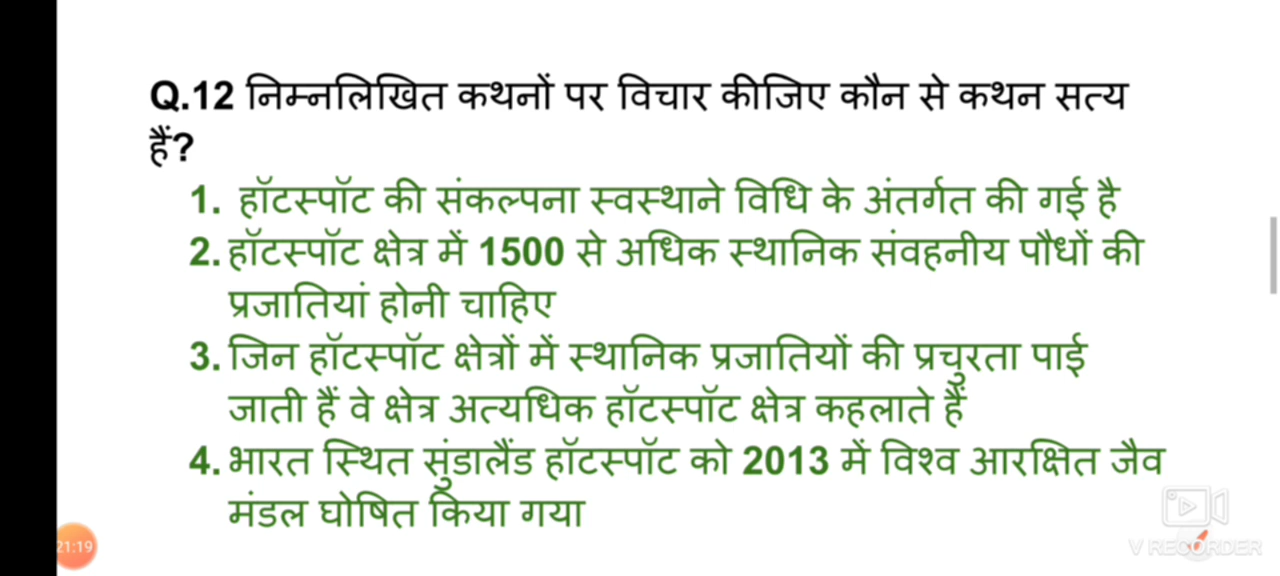 Q.12 निम्नलिखित कथनों पर विचार कीजिए कौन से कथन सत्य
हैं?
1. हॉटस्पॉट की संकल्पना स्वस्थाने विधि के अंतर्गत की गई है
2. हॉटस्पॉट क्षेत्र में 1500 से अधिक स्थानिक संवहनीय पौधों की
प्रजातियां होनी चाहिए
3. जिन हॉटस्पॉट क्षेत्रों में स्थानिक प्रजातियों की प्रचुरता पाई
जाती हैं वे क्षेत्र अत्यधिक हॉटस्पॉट क्षेत्र कहलाते हैं
4. भारत स्थित सुंडालैंड हॉटस्पॉट को 2013 में विश्व आरक्षित जैव
मंडल घोषित किया गया
21:19
V RECORDER